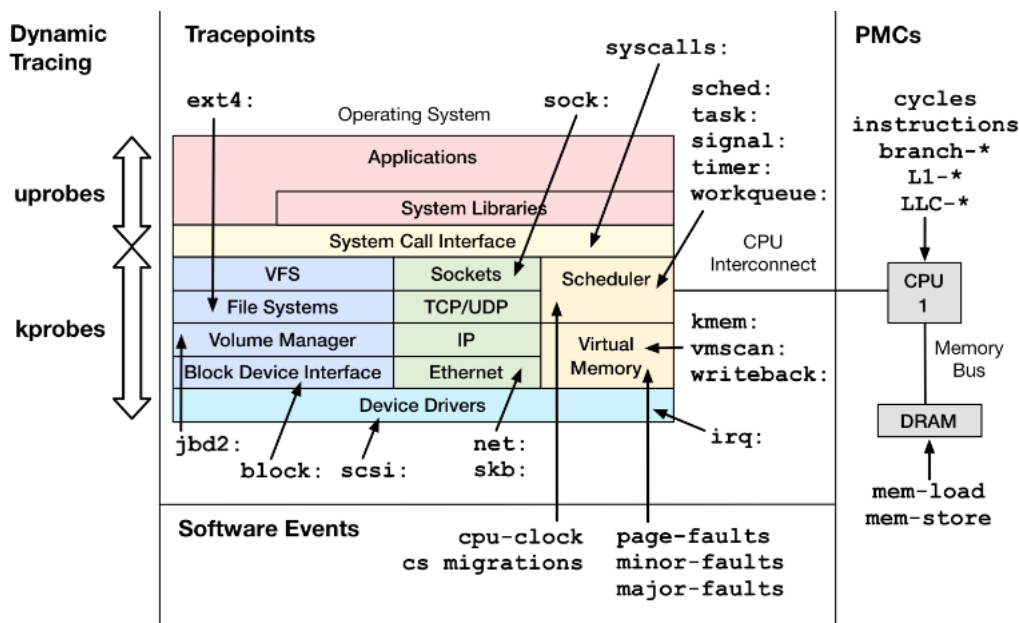 Dynamic
Tracing
uprobes
kprobes
Tracepoints
syscalls:
ext4:
sock:
Operating System
sched:
task:
signal:
timer:
workqueue:
Applications
System Libraries
System Call Interface
VFS
Sockets
Scheduler
File Systems
TCP/UDP
Volume Manager
IP
Virtual
Memory
Block Device Interface
Ethernet
Device Drivers
kmem:
vmscan:
writeback:
irq:
jbd2:
block:
scsi:
net:
skb:
CPU
Interconnect
Software Events
cpu-clock
cs migrations
page-faults
minor-faults
major-faults
PMCs
cycles
instructions
branch-*
L1-*
LLC-*
CPU
1
Memory
Bus
DRAM
mem-load
mem-store